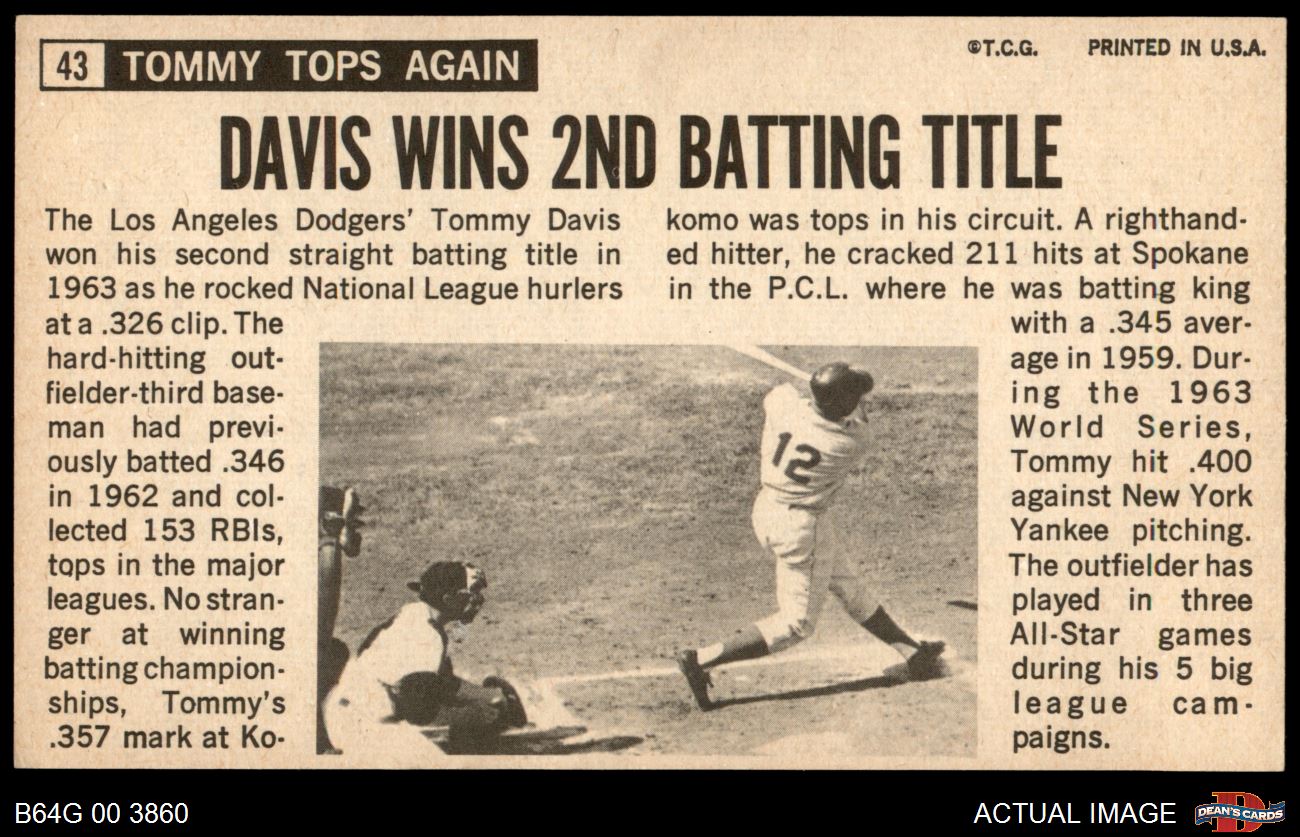 43 TOMMY TOPS AGAIN
©T.C.G. PRINTED IN U.S.A.
DAVIS WINS 2ND BATTING TITLE
The Los Angeles Dodgers' Tommy Davis
won his second straight batting title in
1963 as he rocked National League hurlers
at a .326 clip. The
hard-hitting out-
fielder-third base-
man had previ-
ously batted .346
in 1962 and col-
lected 153 RBIs,
tops in the major
leagues. No stran-
ger at winning
batting champion-
ships, Tommy's
.357 mark at Ko-
komo was tops in his circuit. A righthand-
ed hitter, he cracked 211 hits at Spokane
in the P.C.L. where he was batting king
with a .345 aver-
age in 1959. Dur-
ing the 1963
World Series,
Tommy hit .400
against New York
Yankee pitching.
The outfielder has
played in three
All-Star games
during his 5 big
league cam-
paigns.
12
B64G 00 3860
ACTUAL IMAGE
D
DEAN'S CARDS